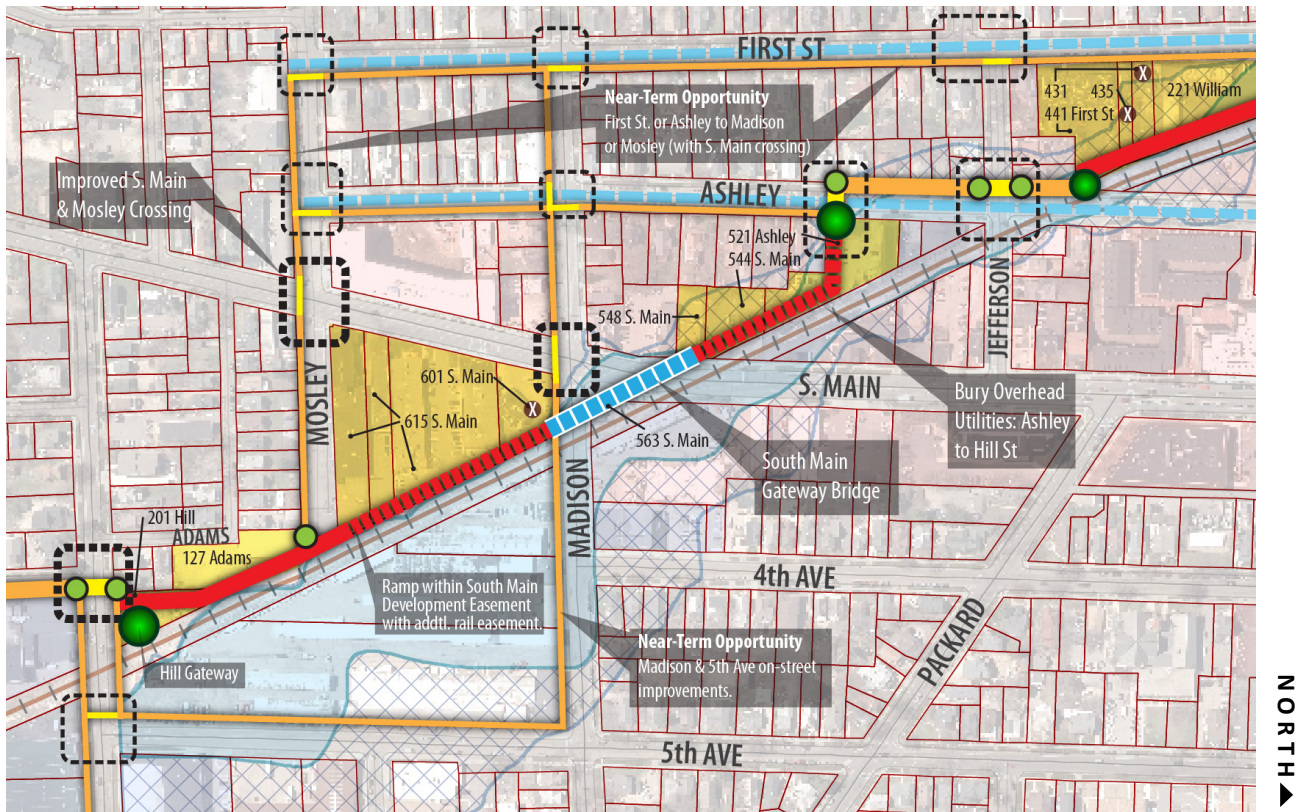 FIRST ST
Near-Term Opportunity
First St. or Ashley to Madison
or Mosley (with S. Main crossing)
431
435
441 First St
X
X
221 William
Improved S. Main
& Mosley Crossing
ASHLEY
521 Ashley
544 S. Main
548 S. Main
JEFFERSON
601 S. Main
X
S. MAIN
MOSLEY
615 S. Main
563 S. Main
Bury Overhead
Utilities: Ashley
to Hill St
South Main
Gateway Bridge
MADISON
201 Hill
ADAMS
127 Adams
Ramp within South Main
Development Easement
with addtl. rail easement.
4th AVE
PACKARD
Near-Term Opportunity
Madison & 5th Ave on-street
improvements.
Hill Gateway
5th AVE
NORTH